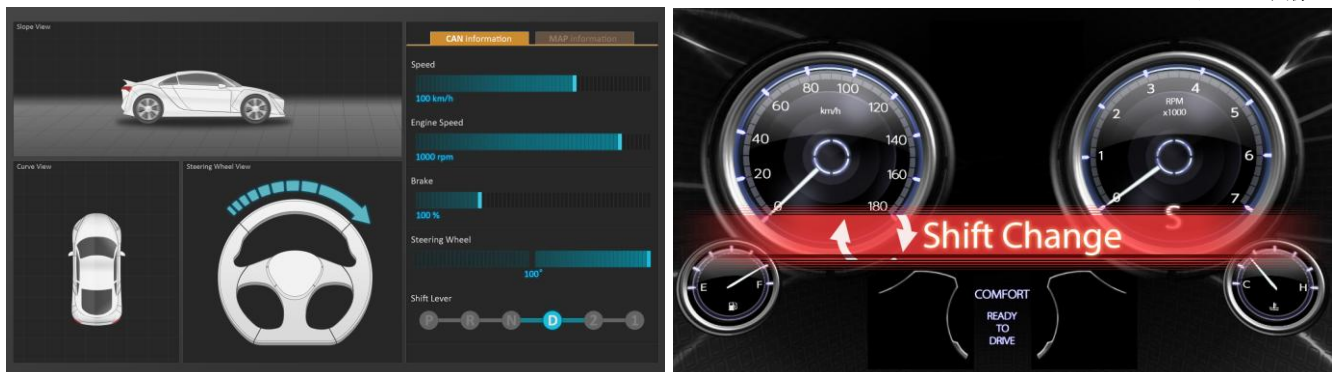 Slope View
Curve View
Steering Wheel View
CAN Information
MAP information
Speed
100 km/h
Engine Speed
1000 rpm
Brake
100 %
Steering Wheel
100°
Shift Lever
P R N D 2 1
0
20
40
60
80
100
120
140
160
180
km/h
0
1
2
3
4
5
6
7
RPM
x1000
S
Shift Change
E F
C H
COMFORT
READY
TO
DRIVE